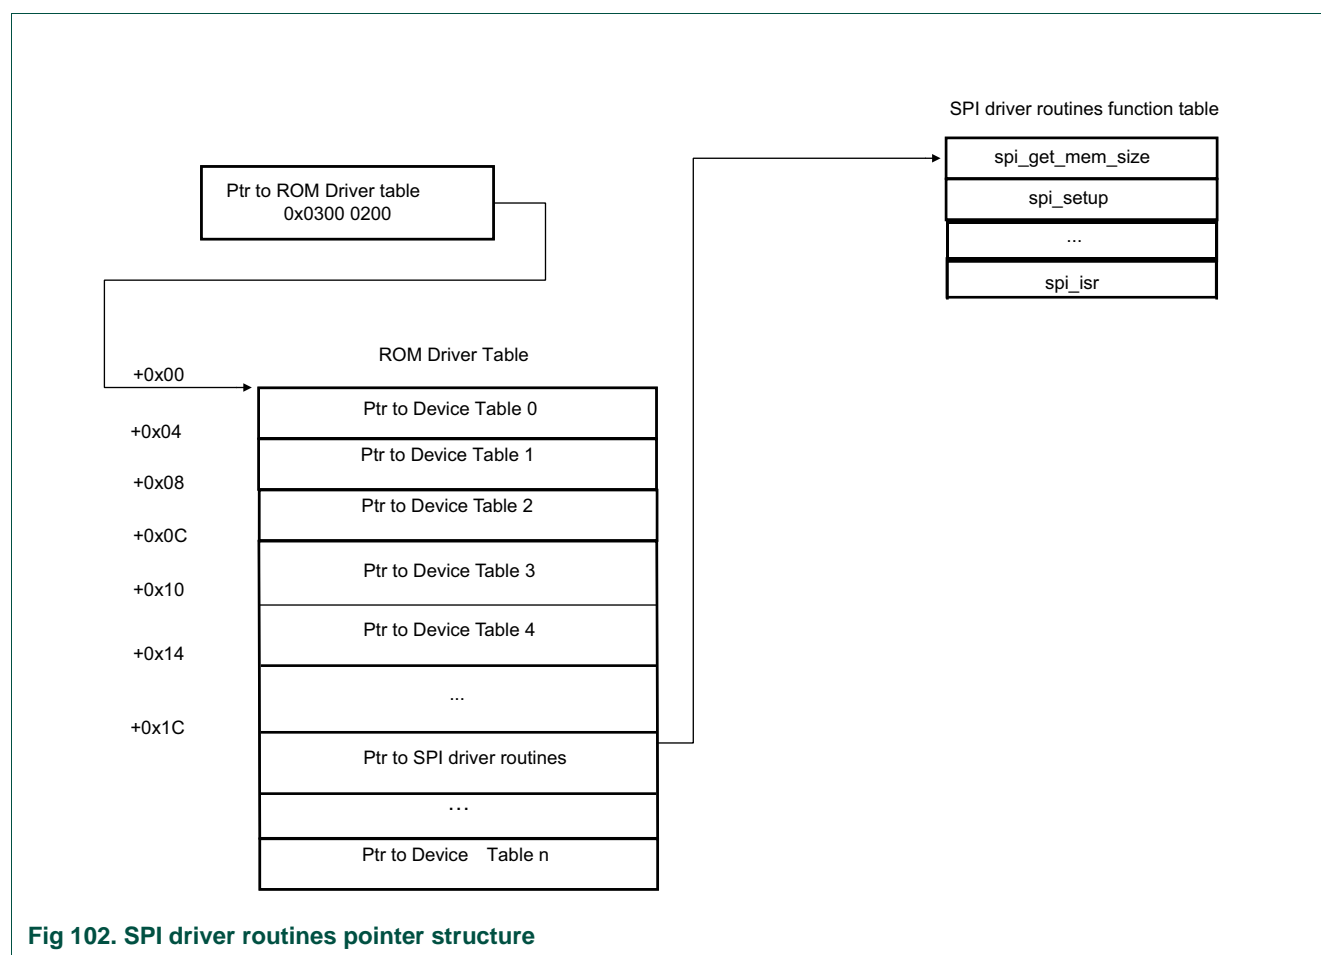 SPI driver routines function table
spi_get_mem_size
spi_setup
...
spi_isr
Ptr to ROM Driver table
0x0300 0200
ROM Driver Table
+0x00
Ptr to Device Table 0
+0x04
Ptr to Device Table 1
+0x08
Ptr to Device Table 2
+0x0C
Ptr to Device Table 3
+0x10
Ptr to Device Table 4
+0x14
...
+0x1C
Ptr to SPI driver routines
...
Ptr to Device Table n
Fig 102. SPI driver routines pointer structure